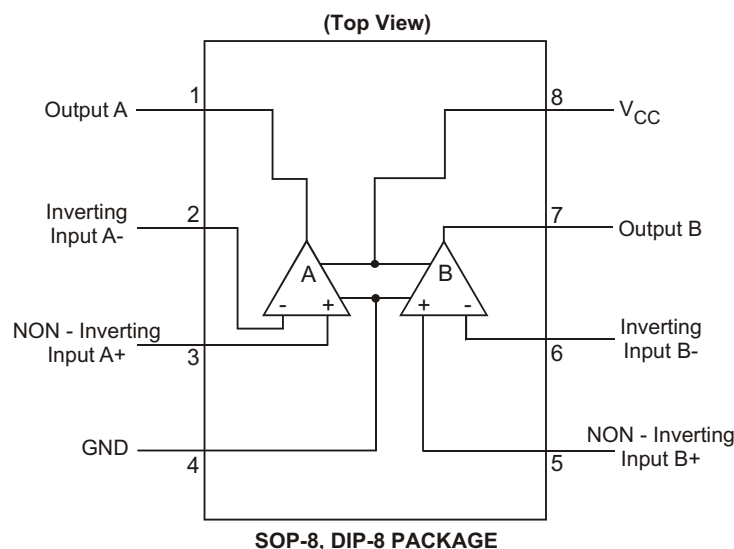 (Top View)
1
Output A
8
V_CC
Inverting
Input A-
2
7
Output B
A
B
-
+
+
-
NON - Inverting
Input A+
3
Inverting
Input B-
6
GND
4
NON - Inverting
Input B+
5
SOP-8, DIP-8 PACKAGE